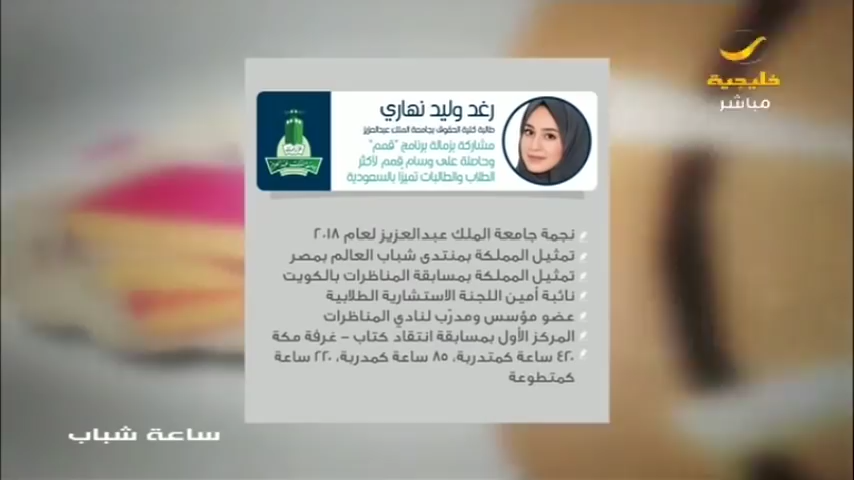 خليجية
مباشر
رغد وليد نهاري
طالبة كلية الحقوق بجامعة الملك عبدالعزيز
مشاركة بزمالة برنامج "قمم"
وحاصلة على وسام قمم لأكثر
الطلاب والطالبات تميزا بالسعودية
نجمة جامعة الملك عبدالعزيز لعام ٢٠١٨
تمثيل المملكة بمنتدى شباب العالم بمصر
تمثيل المملكة بمسابقة المناظرات بالكويت
نائبة أمين اللجنة الاستشارية الطلابية
عضو مؤسس ومدرّب لنادي المناظرات
المركز الأول بمسابقة انتقاد كتاب - غرفة مكة
٤٢٠ ساعة كمتدربة، ٨٥ ساعة كمدربة، ٢٢٠ ساعة
كمتطوعة
ساعة شباب